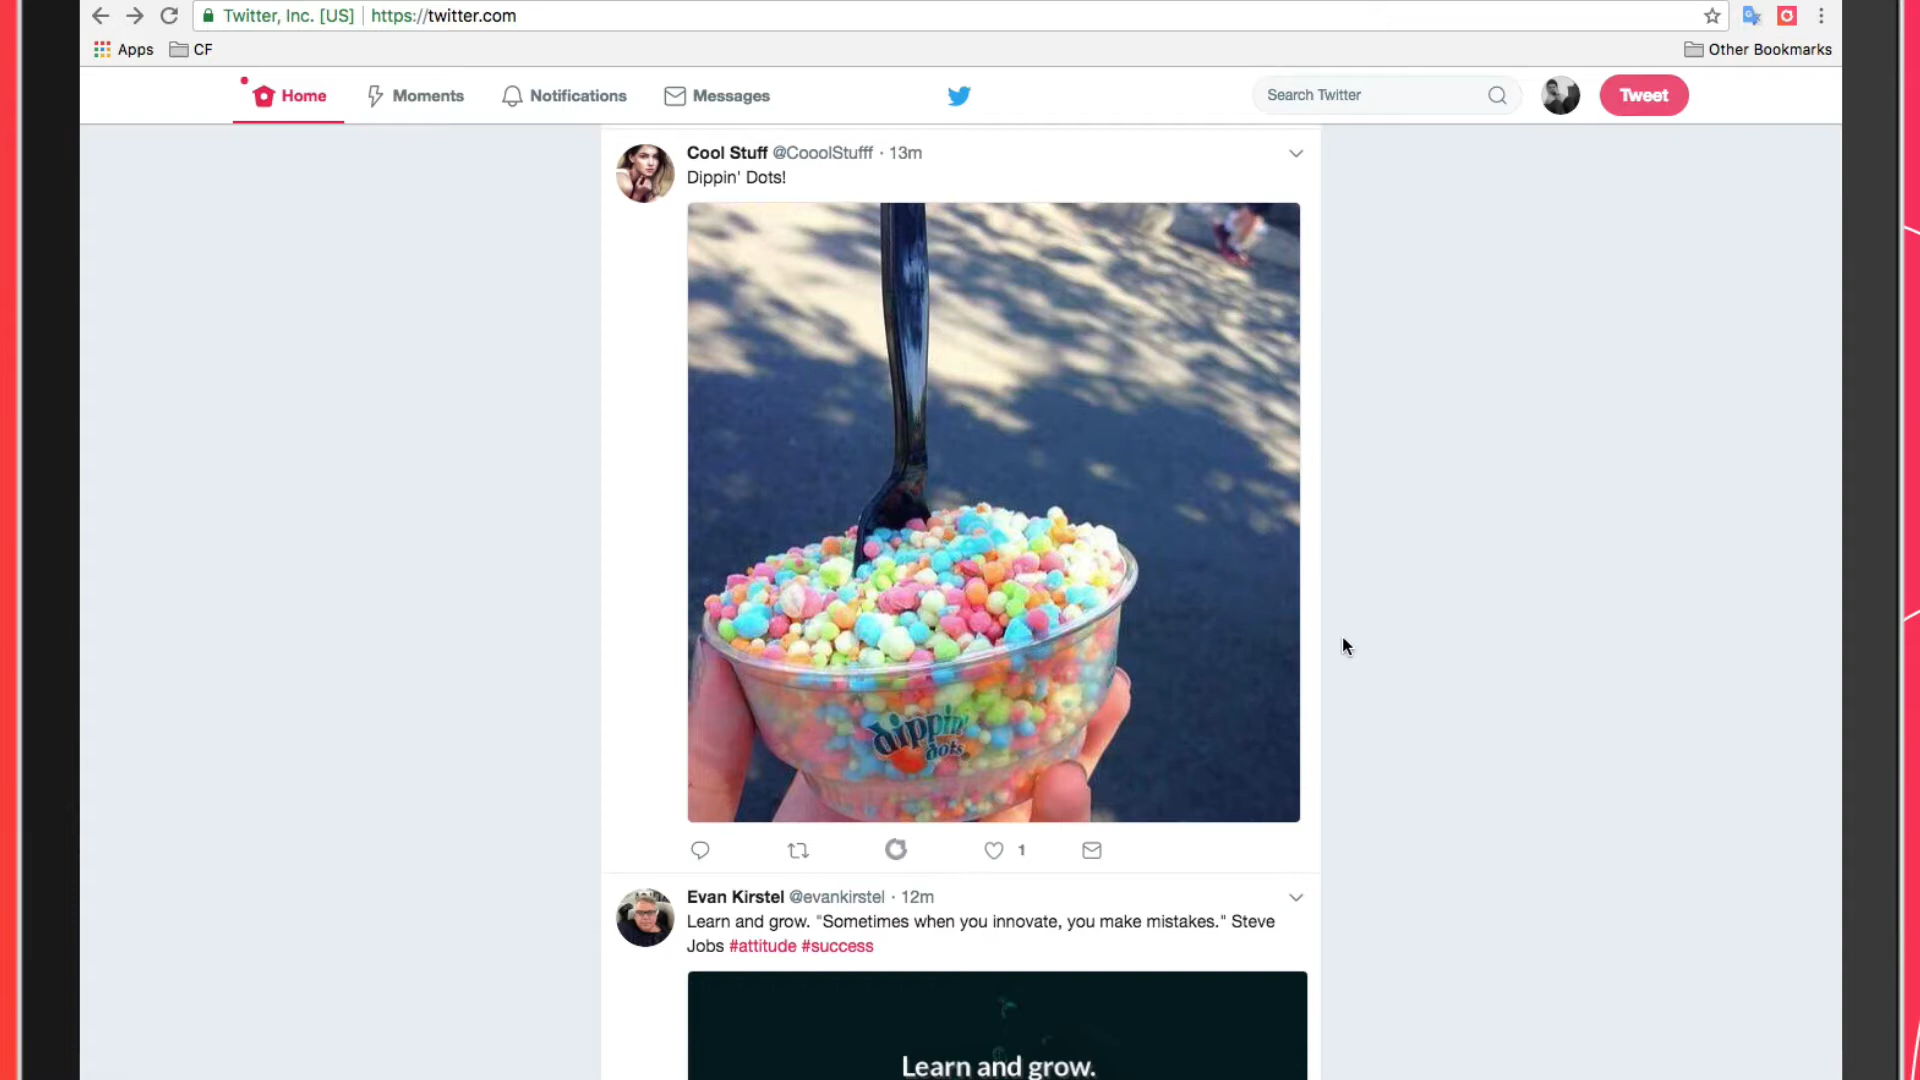 Twitter, Inc. [US] | https://twitter.com
Apps CF Other Bookmarks
Home Moments Notifications Messages Search Twitter Tweet
Cool Stuff @CooolStufff · 13m
Dippin' Dots!
dippin'
dots
1
Evan Kirstel @evankirstel · 12m
Learn and grow. "Sometimes when you innovate, you make mistakes." Steve
Jobs #attitude #success
Learn and grow.